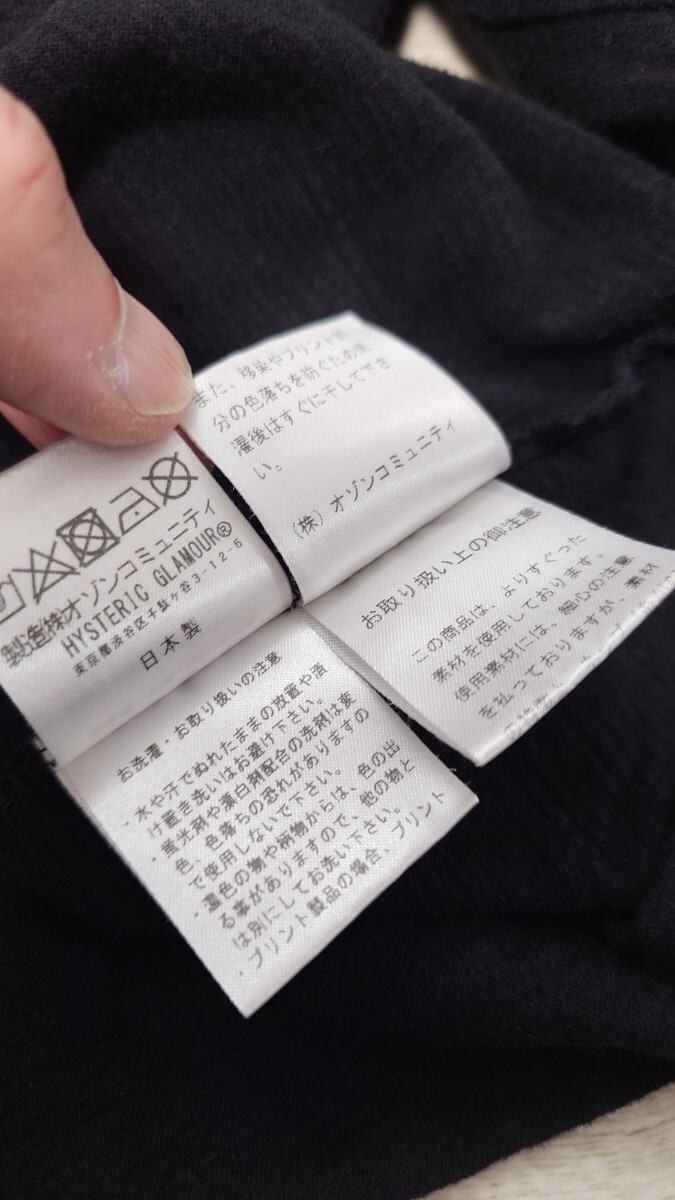 また、移染やプリント部
分の色落ちを防ぐため洗
濯後はすぐに干して下さ
い。
(株) オゾンコミュニティ
製造㈱オゾンコミュニティ
HYSTERIC GLAMOUR®
東京都渋谷区千駄ヶ谷3-12-6
日本製
お取り扱い上の御注意
この商品は、よりすぐった
素材を使用しております。
使用素材には、細心の注意
を払っておりますが、素材
お洗濯・お取り扱いの注意
・水や汗でぬれたままの放置や漬
け置き洗いはお避け下さい。
・蛍光剤や漂白剤配合の洗剤は変
色、色落ちの恐れがありますの
で使用しないで下さい。
・濃色の物や柄物からは、色の出
る事がありますので、他の物と
は別にしてお洗い下さい。
・プリント製品の場合、プリント